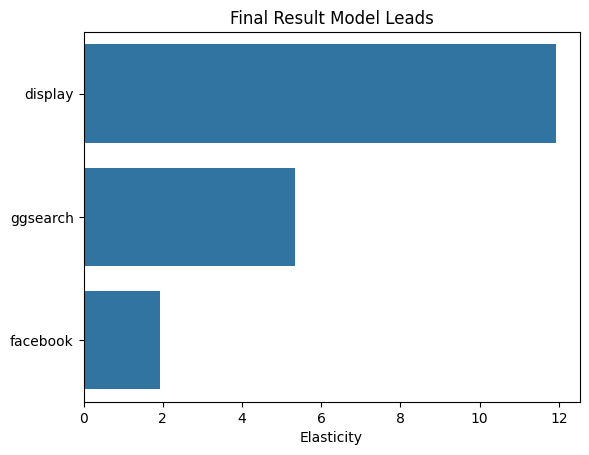 Final Result Model Leads
display
ggsearch
facebook
0 2 4 6 8 10 12
Elasticity